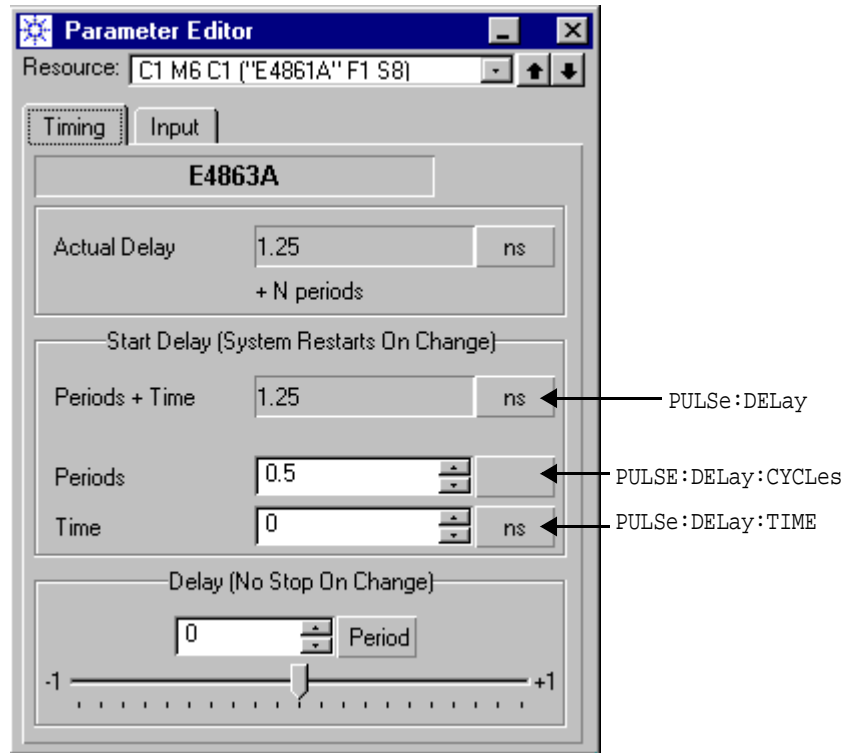 Parameter Editor
Resource: C1 M6 C1 ("E4861A" F1 S8)
Timing Input
E4863A
Actual Delay 1.25 ns
+ N periods
Start Delay (System Restarts On Change)
Periods + Time 1.25 ns PULSe:DELay
Periods 0.5 PULSE:DELay:CYCLes
Time 0 ns PULSe:DELay:TIME
Delay (No Stop On Change)
0 Period
-1 +1